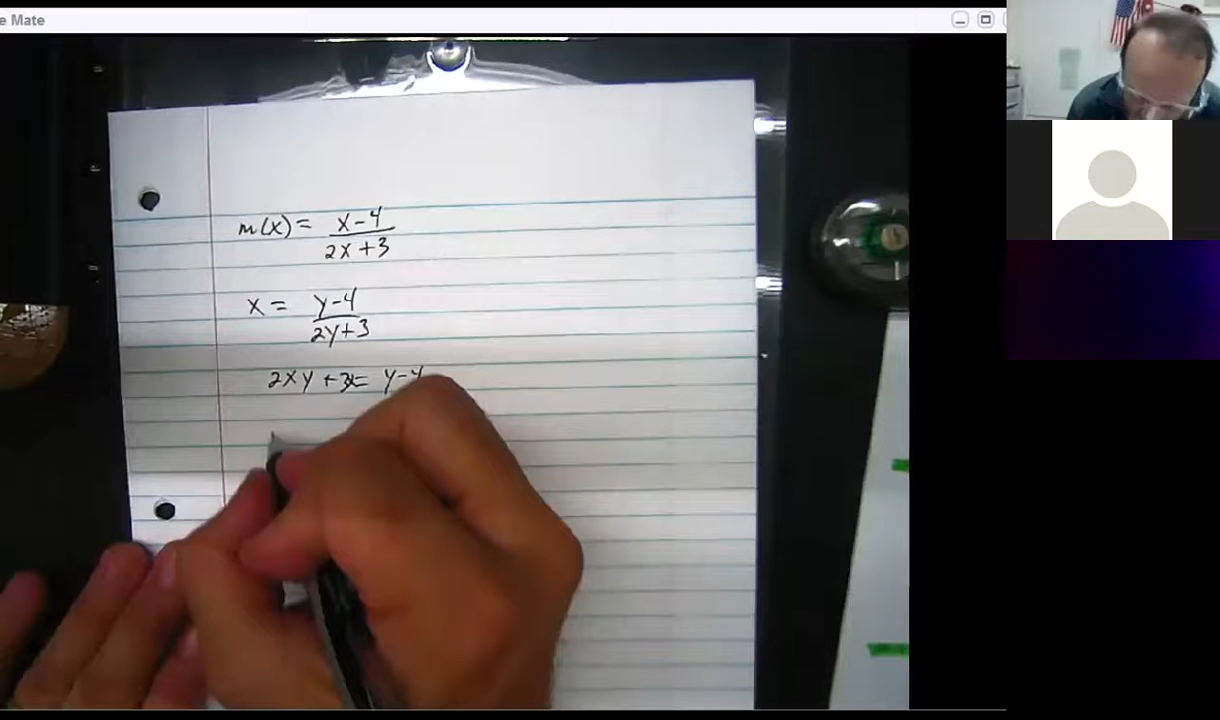 e Mate
m(x) = x-4 / 2x+3
x = y-4 / 2y+3
2xy + 3x = y-4